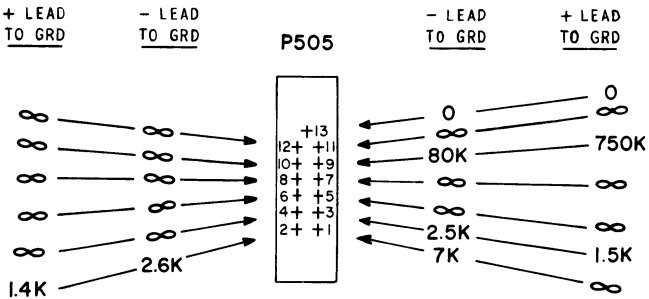 + LEAD TO GRD
- LEAD TO GRD
P505
- LEAD TO GRD
+ LEAD TO GRD
0
0
∞
∞
∞
∞
+13
12+ +11
∞
∞
80K
750K
10+ +9
∞
∞
8+ +7
∞
∞
∞
∞
6+ +5
∞
∞
4+ +3
∞
∞
2.5K
1.5K
2+ +1
1.4K
2.6K
7K
∞